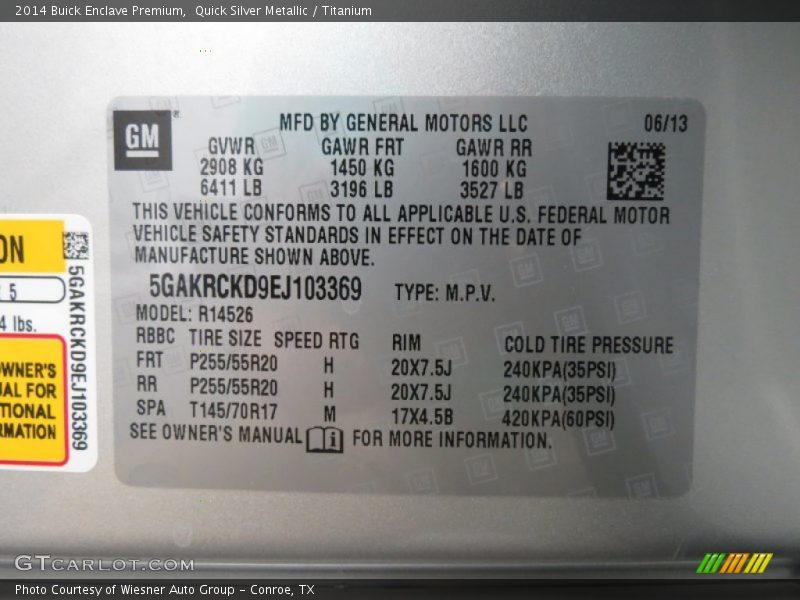 2014 Buick Enclave Premium,  Quick Silver Metallic / Titanium
GM
MFD BY GENERAL MOTORS LLC 06/13
GVWR GAWR FRT GAWR RR
2908 KG 1450 KG 1600 KG
6411 LB 3196 LB 3527 LB
THIS VEHICLE CONFORMS TO ALL APPLICABLE U.S. FEDERAL MOTOR
VEHICLE SAFETY STANDARDS IN EFFECT ON THE DATE OF
MANUFACTURE SHOWN ABOVE.
5GAKRCKD9EJ103369 TYPE: M.P.V.
MODEL: R14526
RBBC TIRE SIZE SPEED RTG RIM COLD TIRE PRESSURE
FRT P255/55R20 H 20X7.5J 240KPA(35PSI)
RR P255/55R20 H 20X7.5J 240KPA(35PSI)
SPA T145/70R17 M 17X4.5B 420KPA(60PSI)
SEE OWNER'S MANUAL i FOR MORE INFORMATION.
ON
5
4 lbs.
OWNER'S
UAL FOR
TIONAL
RMATION
5GAKRCKD9EJ103369
GTCARLOT.COM
Photo Courtesy of Wiesner Auto Group - Conroe, TX